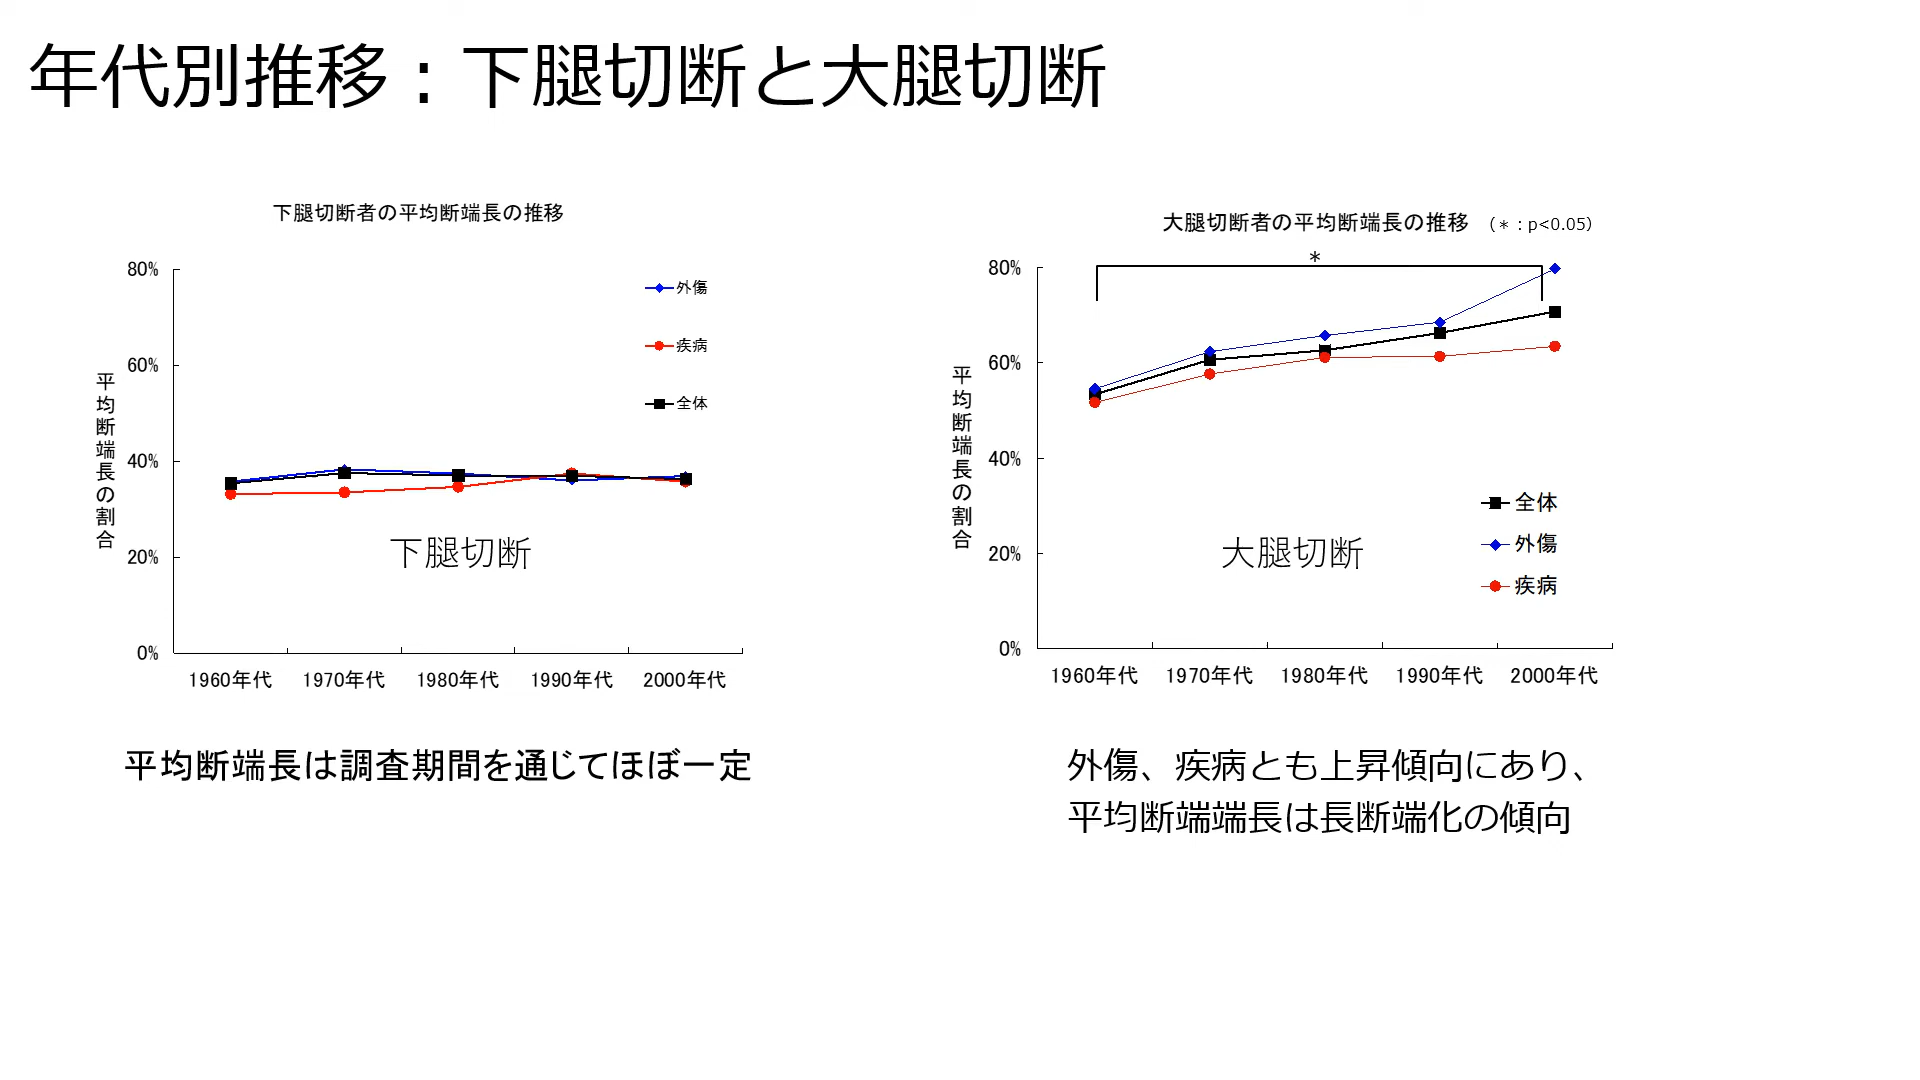 年代別推移：下腿切断と大腿切断
下腿切断者の平均断端長の推移
80%
60%
40%
20%
0%
平均断端長の割合
外傷
疾病
全体
下腿切断
1960年代 1970年代 1980年代 1990年代 2000年代
平均断端長は調査期間を通じてほぼ一定
大腿切断者の平均断端長の推移 （＊：p<0.05）
*
80%
60%
40%
20%
0%
平均断端長の割合
全体
外傷
疾病
大腿切断
1960年代 1970年代 1980年代 1990年代 2000年代
外傷、疾病とも上昇傾向にあり、
平均断端端長は長断端化の傾向